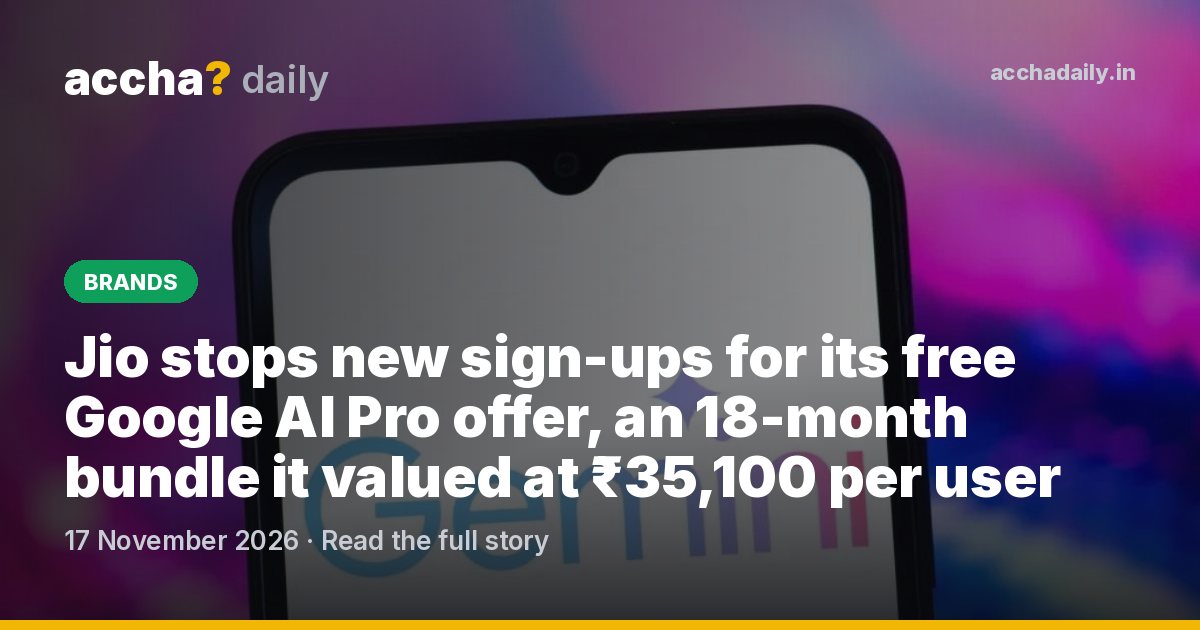 accha? daily
acchadaily.in
BRANDS
Jio stops new sign-ups for its free
Google AI Pro offer, an 18-month
bundle it valued at ₹35,100 per user
Gemini
17 November 2026 · Read the full story